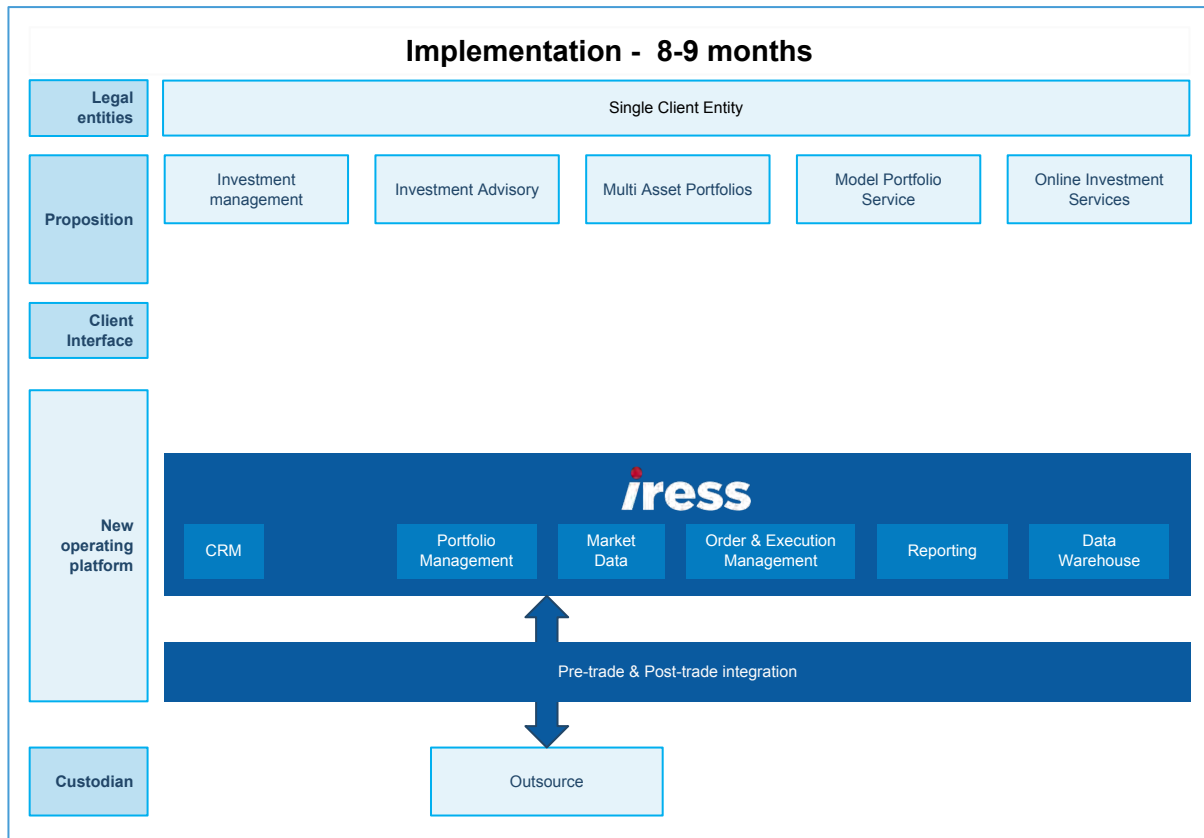 Implementation - 8-9 months
Legal
entities
Single Client Entity
Proposition
Investment
management
Investment Advisory
Multi Asset Portfolios
Model Portfolio
Service
Online Investment
Services
Client
Interface
New
operating
platform
iress
CRM
Portfolio
Management
Market
Data
Order & Execution
Management
Reporting
Data
Warehouse
Pre-trade & Post-trade integration
Custodian
Outsource